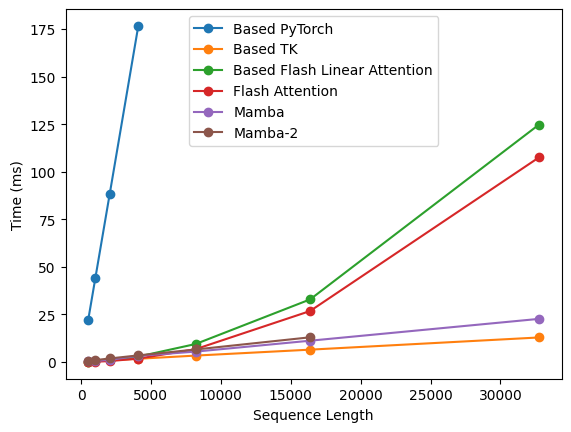 175
150
125
100
75
50
25
0
Time (ms)
Based PyTorch
Based TK
Based Flash Linear Attention
Flash Attention
Mamba
Mamba-2
0 5000 10000 15000 20000 25000 30000
Sequence Length